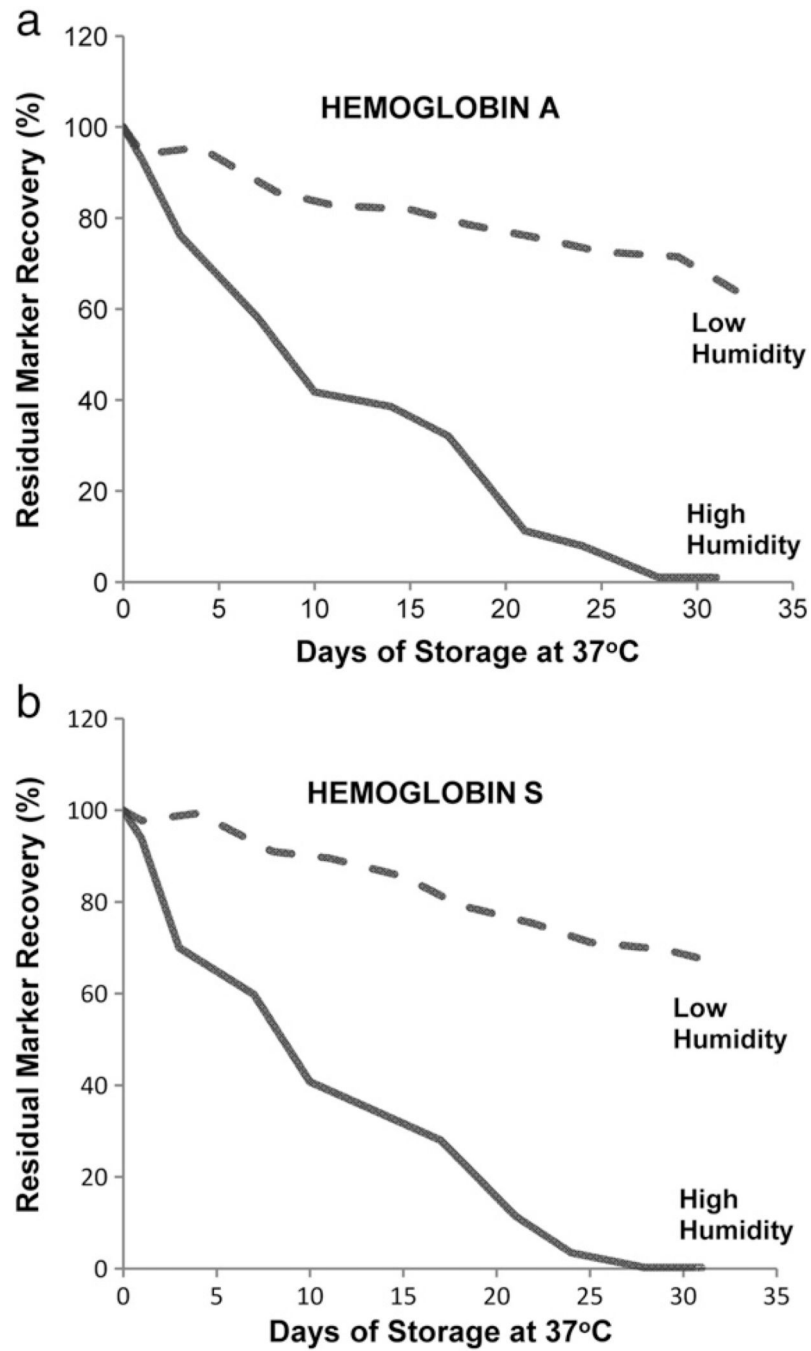 a
120
100
80
60
40
20
0
Residual Marker Recovery (%)
HEMOGLOBIN A
Low
Humidity
High
Humidity
0 5 10 15 20 25 30 35
Days of Storage at 37oC
b
120
100
80
60
40
20
0
Residual Marker Recovery (%)
HEMOGLOBIN S
Low
Humidity
High
Humidity
0 5 10 15 20 25 30 35
Days of Storage at 37oC